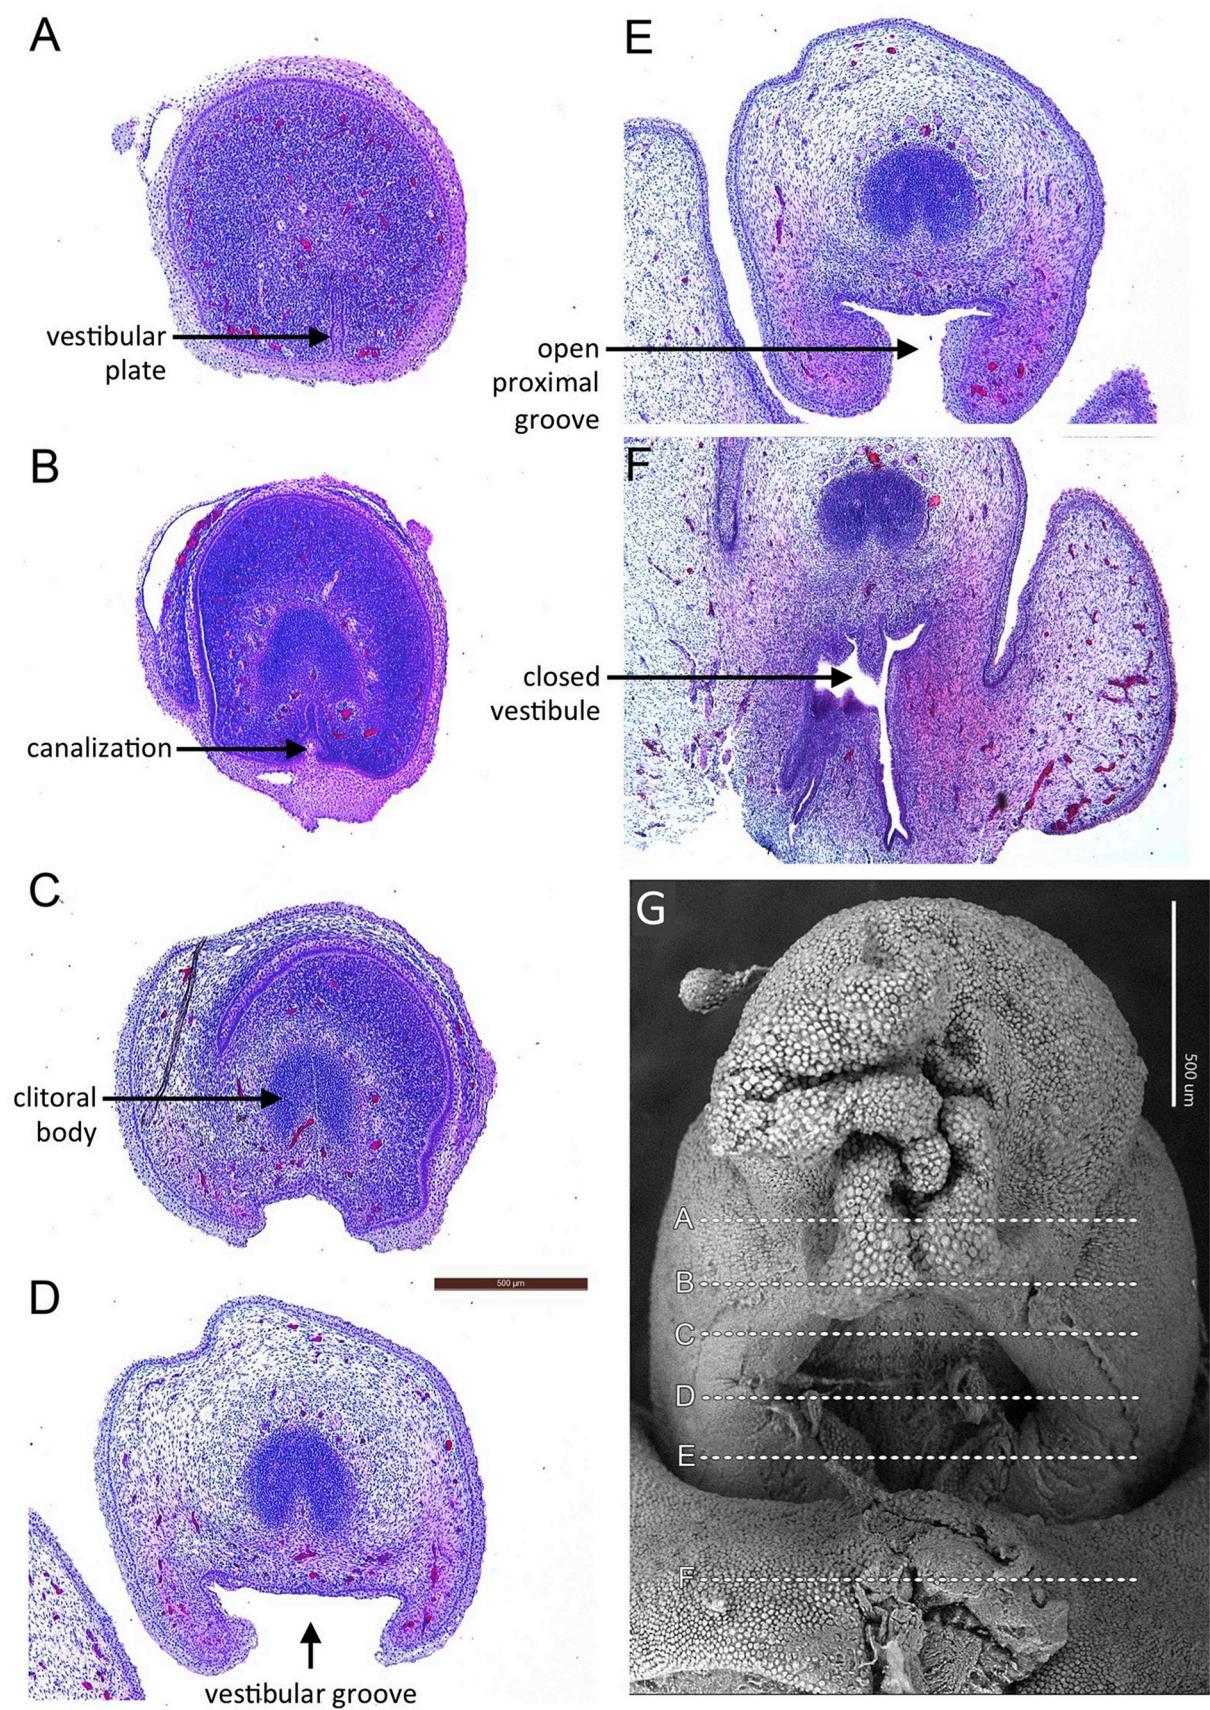 A
vestibular
plate
B
canalization
C
clitoral
body
500 µm
D
vestibular groove
E
open
proximal
groove
F
closed
vestibule
G
500 um
A
B
C
D
E
F